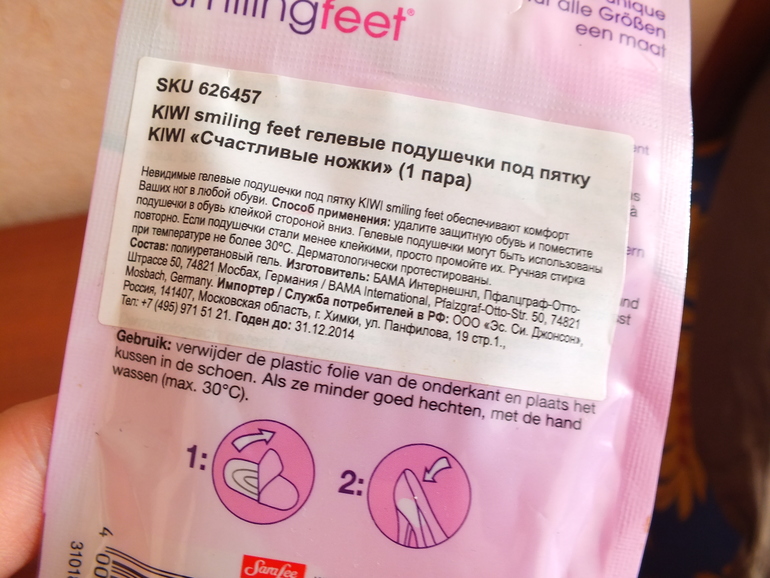 smilingfeet®
unique
für alle Größen
een maat
SKU 626457
KIWI smiling feet гелевые подушечки под пятку
KIWI «Счастливые ножки» (1 пара)
Невидимые гелевые подушечки под пятку KIWI smiling feet обеспечивают комфорт
Ваших ног в любой обуви. Способ применения: удалите защитную обувь и поместите
подушечки в обувь клейкой стороной вниз. Гелевые подушечки могут быть использованы
повторно. Если подушечки стали менее клейкими, просто промойте их. Ручная стирка
при температуре не более 30°С. Дерматологически протестированы.
Состав: полиуретановый гель. Изготовитель: БАМА Интернешнл, Пфалцграф-Отто-
Штрассе 50, 74821 Мосбах, Германия / BAMA International, Pfalzgraf-Otto-Str. 50, 74821
Mosbach, Germany. Импортер / Служба потребителей в РФ: ООО «Эс. Си. Джонсон»,
Россия, 141407, Московская область, г. Химки, ул. Панфилова, 19 стр.1.,
Тел: +7 (495) 971 51 21. Годен до: 31.12.2014
Gebruik: verwijder de plastic folie van de onderkant en plaats het
kussen in de schoen. Als ze minder goed hechten, met de hand
wassen (max. 30°C).
1:
2:
Sara Lee